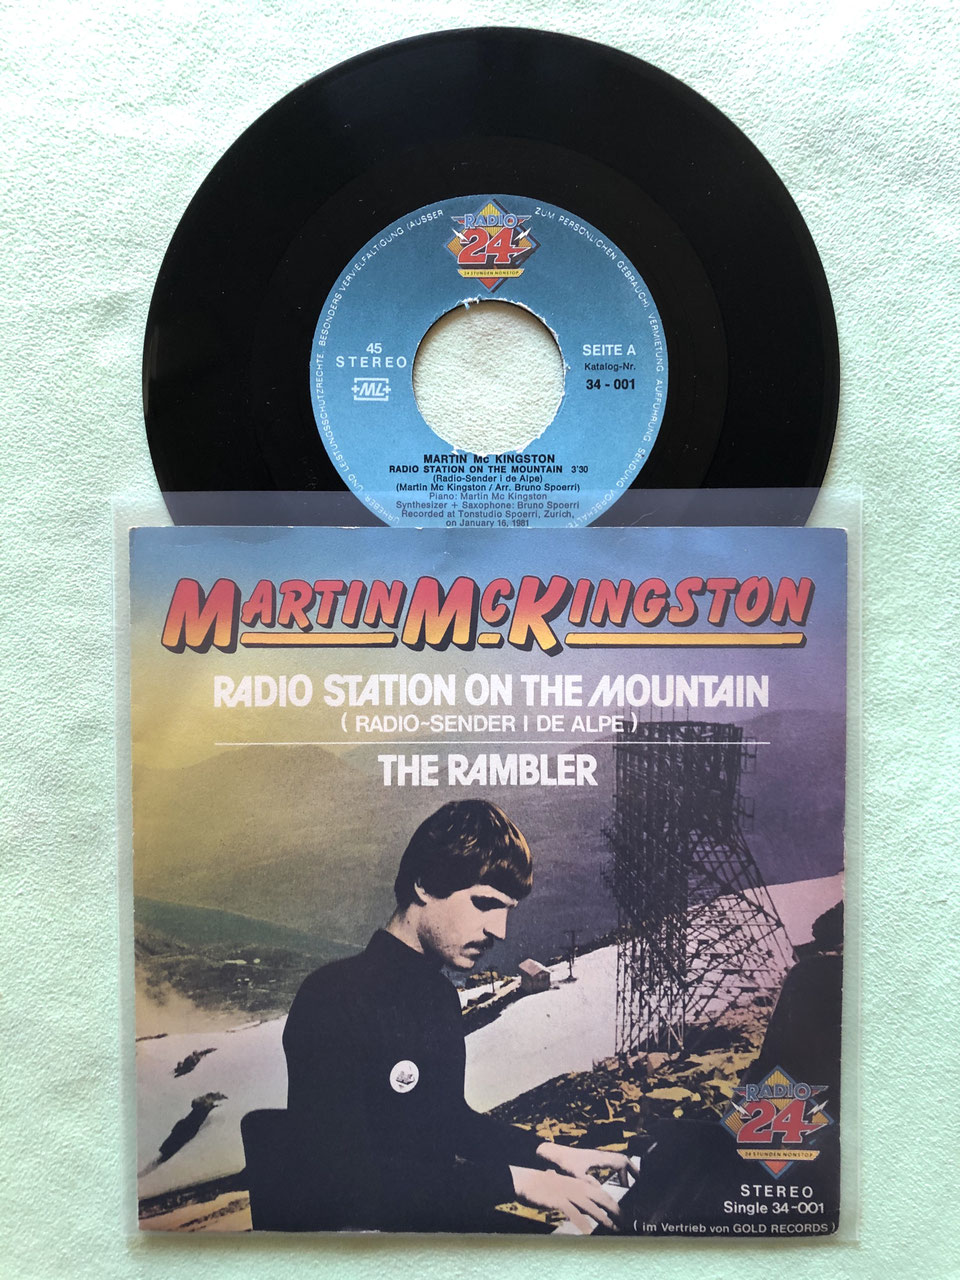 RADIO
24
24 STUNDEN NONSTOP
BESONDERS VERVIELFÄLTIGUNG (AUSSER ZUM PERSÖNLICHEN GEBRAUCH), VERMIETUNG, AUFFÜHRUNG, SENDUNG
UND LEISTUNGSSCHUTZRECHTE,
45
STEREO
+ML+
SEITE A
Katalog-Nr.
34 - 001
MARTIN Mc KINGSTON
RADIO STATION ON THE MOUNTAIN 3'30
(Radio-Sender i de Alpe)
(Martin Mc Kingston / Arr. Bruno Spoerri)
Piano: Martin Mc Kingston
Synthesizer + Saxophone: Bruno Spoerri
Recorded at Tonstudio Spoerri, Zurich,
on January 16, 1981
MARTIN MCKINGSTON
RADIO STATION ON THE MOUNTAIN
( RADIO~SENDER I DE ALPE )
THE RAMBLER
RADIO
24
24 STUNDEN NONSTOP
STEREO
Single 34~001
( im Vertrieb von GOLD RECORDS )